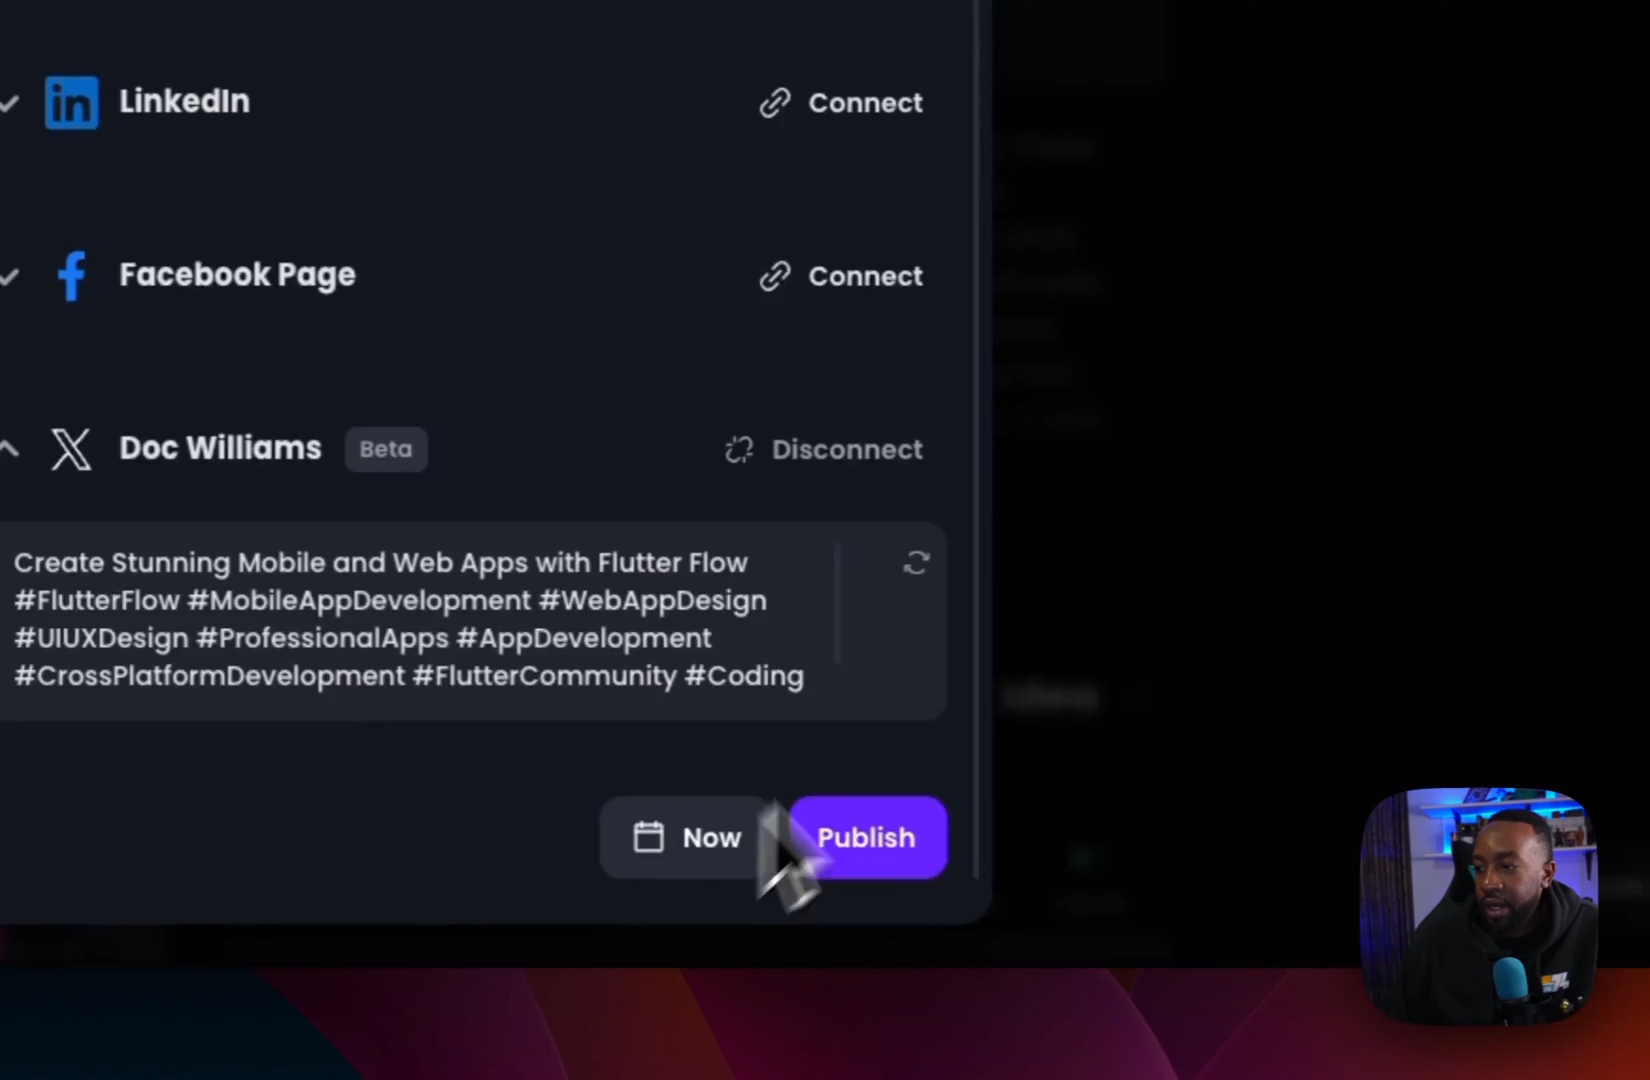 LinkedIn
Connect
Facebook Page
Connect
Doc Williams
Beta
Disconnect
Create Stunning Mobile and Web Apps with Flutter Flow
#FlutterFlow #MobileAppDevelopment #WebAppDesign
#UIUXDesign #ProfessionalApps #AppDevelopment
#CrossPlatformDevelopment #FlutterCommunity #Coding
Now
Publish